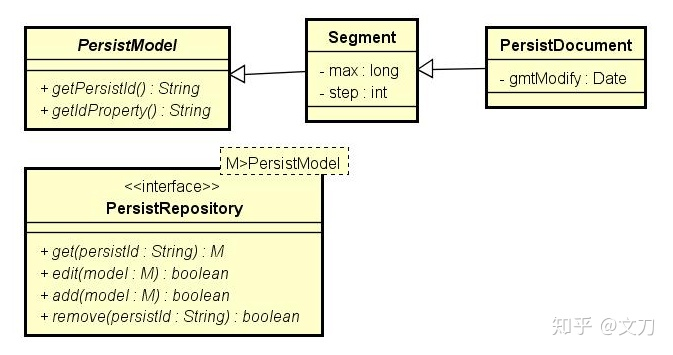 PersistModel
+ getPersistId() : String
+ getIdProperty() : String
Segment
- max : long
- step : int
PersistDocument
- gmtModify : Date
M>PersistModel
<<interface>>
PersistRepository
+ get(persistId : String) : M
+ edit(model : M) : boolean
+ add(model : M) : boolean
+ remove(persistId : String) : boolean
知乎 @文刀